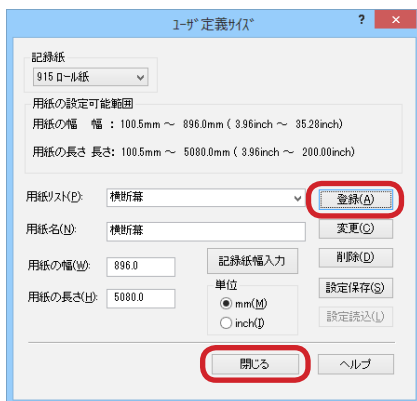 ﾕｰｻﾞ定義ｻｲｽﾞ
?
×
記録紙
915 ロール紙
用紙の設定可能範囲
用紙の幅 幅 : 100.5mm ～ 896.0mm ( 3.96inch ～ 35.28inch)
用紙の長さ 長さ: 100.5mm ～ 5080.0mm ( 3.96inch ～ 200.00inch)
用紙ﾘｽﾄ(P): 横断幕
登録(A)
用紙名(N): 横断幕
変更(C)
用紙の幅(W): 896.0
記録紙幅入力
削除(D)
用紙の長さ(H): 5080.0
単位
mm(M)
inch(I)
設定保存(S)
設定読込(L)
閉じる
ヘルプ